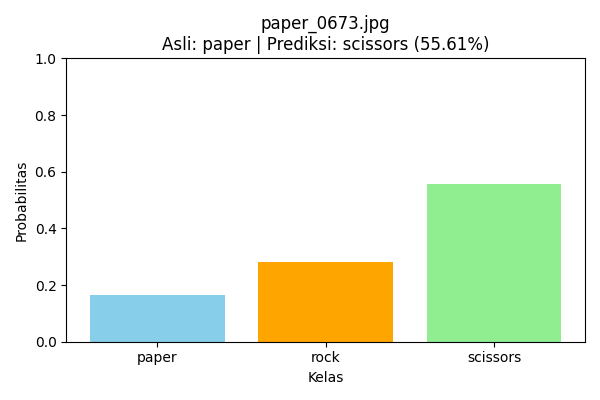 paper_0673.jpg
Asli: paper | Prediksi: scissors (55.61%)
1.0
0.8
0.6
0.4
0.2
0.0
Probabilitas
paper rock scissors
Kelas